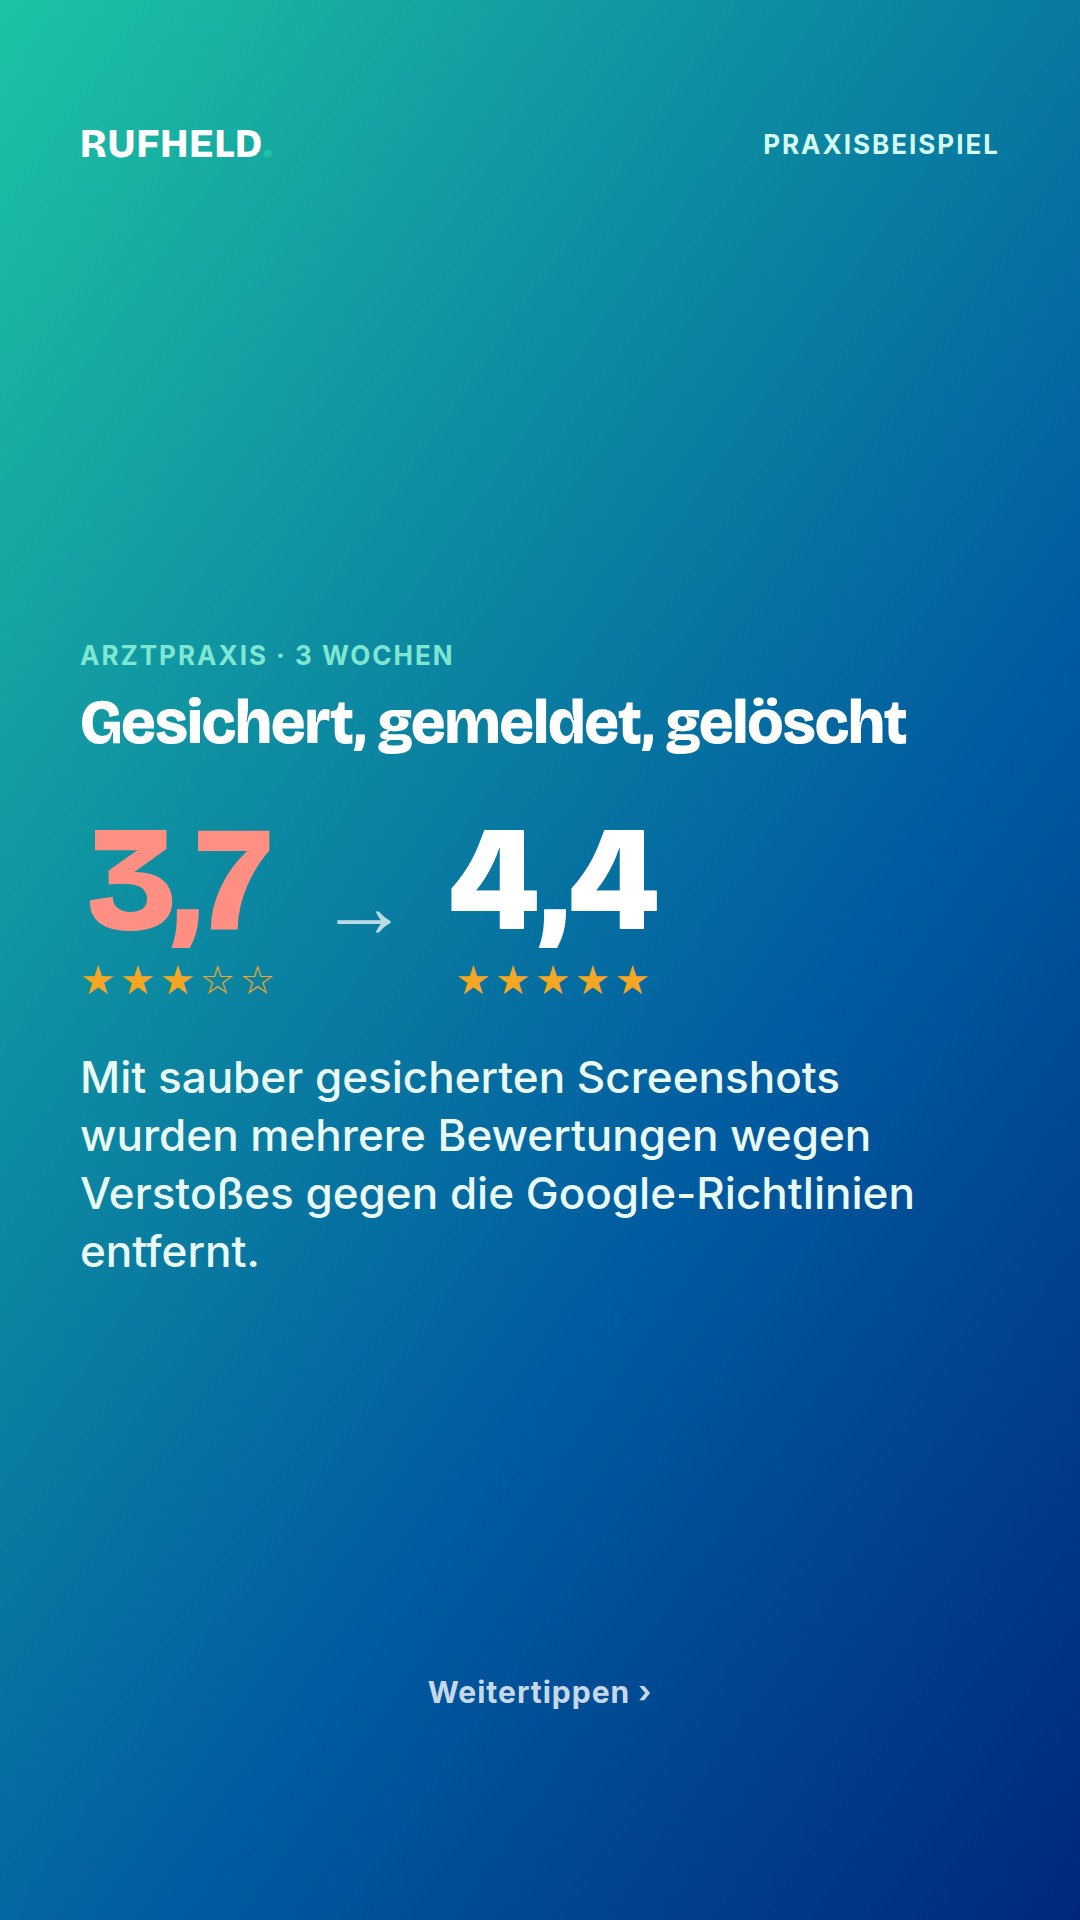 RUFHELD.
PRAXISBEISPIEL
ARZTPRAXIS · 3 WOCHEN
Gesichert, gemeldet, gelöscht
3,7 → 4,4
★★★☆☆ ★★★★★
Mit sauber gesicherten Screenshots
wurden mehrere Bewertungen wegen
Verstoßes gegen die Google-Richtlinien
entfernt.
Weitertippen ›